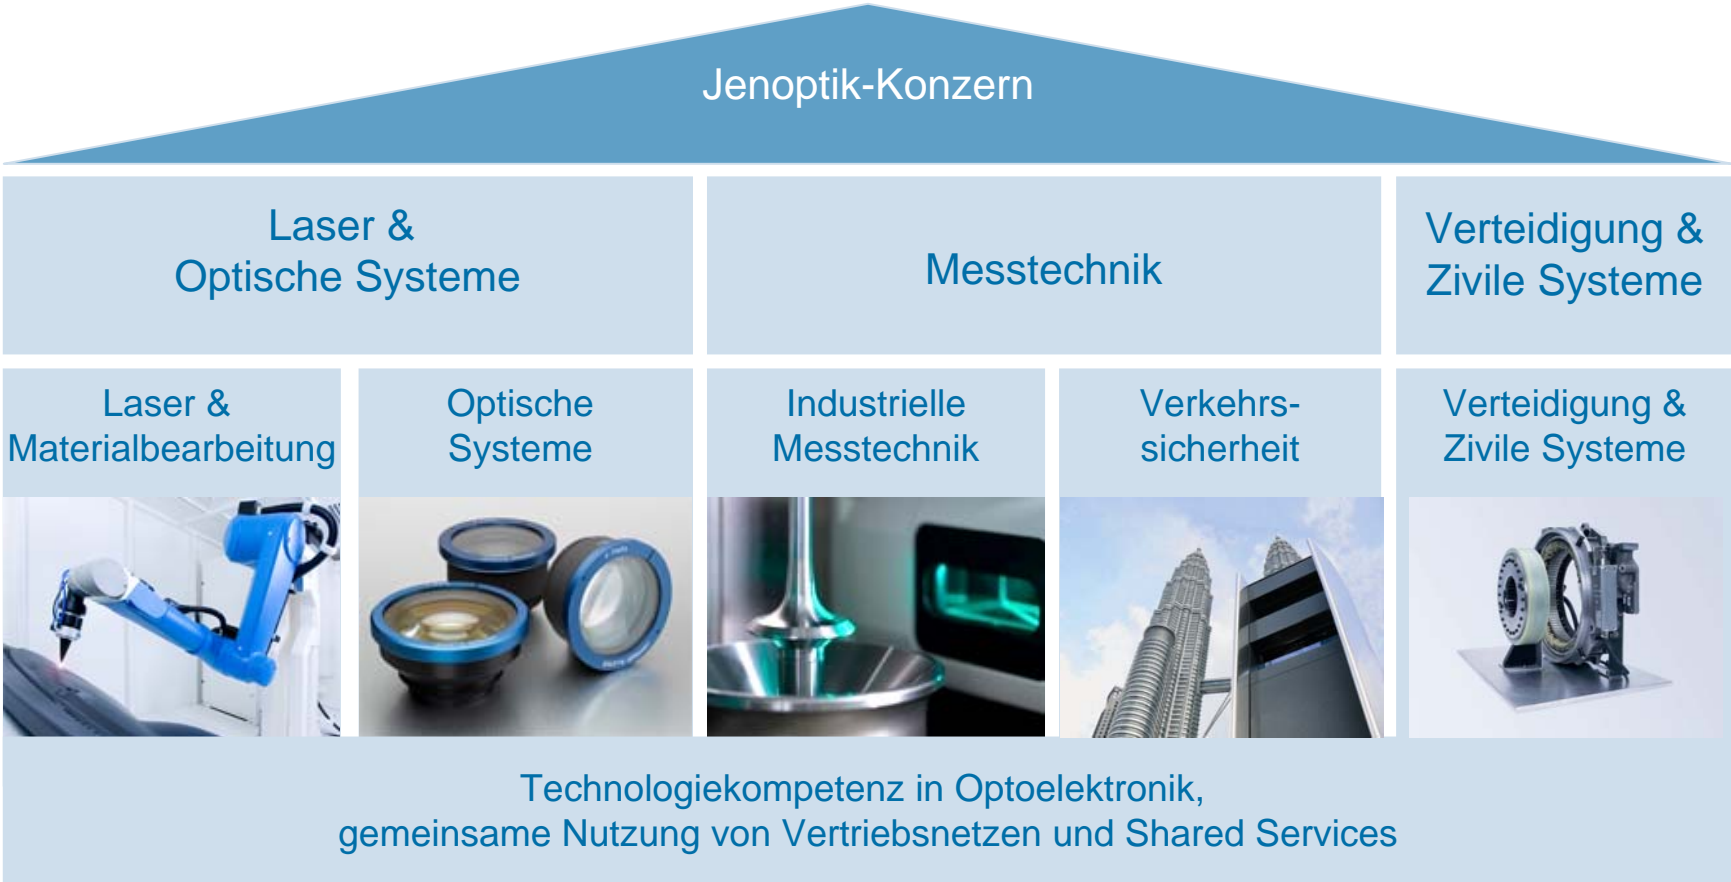 Jenoptik-Konzern
Laser &
Optische Systeme
Messtechnik
Verteidigung &
Zivile Systeme
Laser &
Materialbearbeitung
Optische
Systeme
Industrielle
Messtechnik
Verkehrs-
sicherheit
Verteidigung &
Zivile Systeme
Technologiekompetenz in Optoelektronik,
gemeinsame Nutzung von Vertriebsnetzen und Shared Services